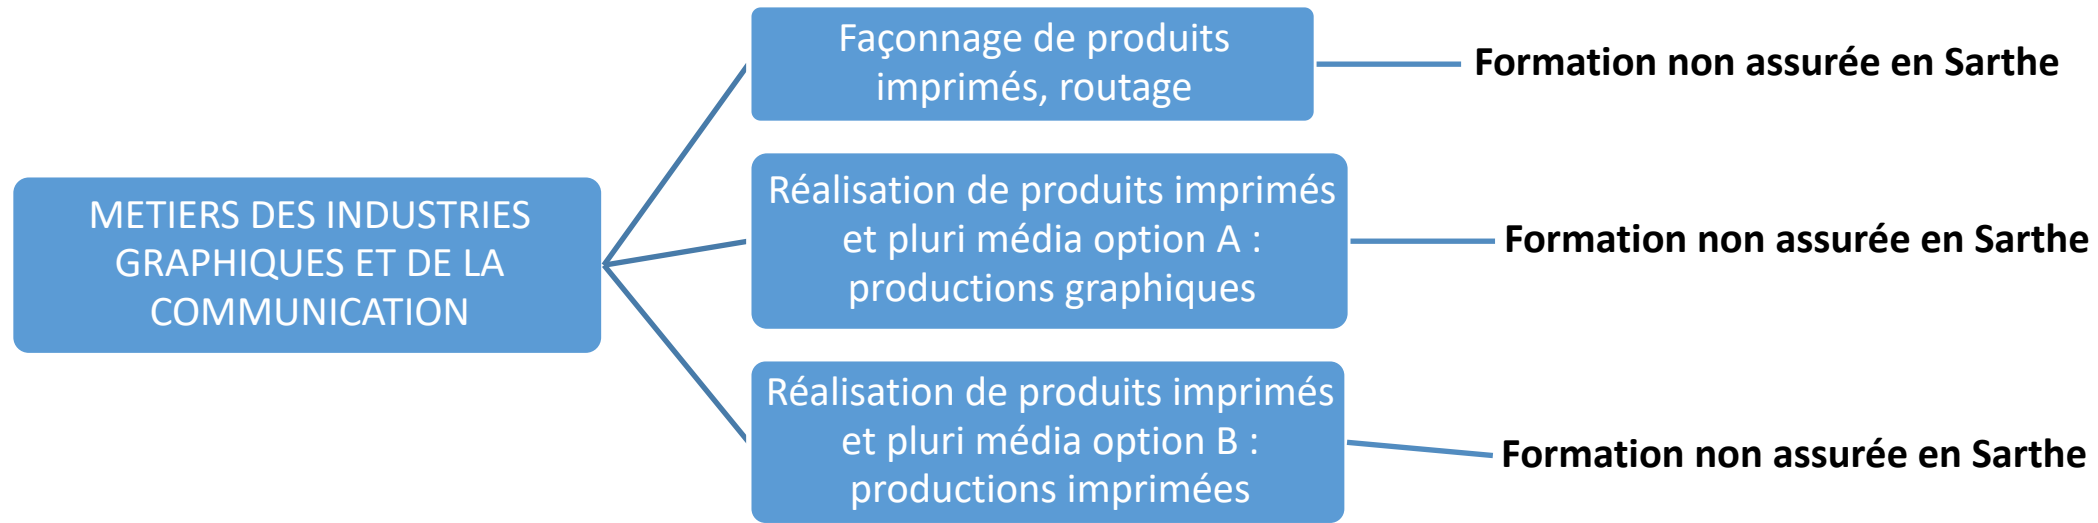 METIERS DES INDUSTRIES
GRAPHIQUES ET DE LA
COMMUNICATION
Façonnage de produits
imprimés, routage
Formation non assurée en Sarthe
Réalisation de produits imprimés
et pluri média option A :
productions graphiques
Formation non assurée en Sarthe
Réalisation de produits imprimés
et pluri média option B :
productions imprimées
Formation non assurée en Sarthe